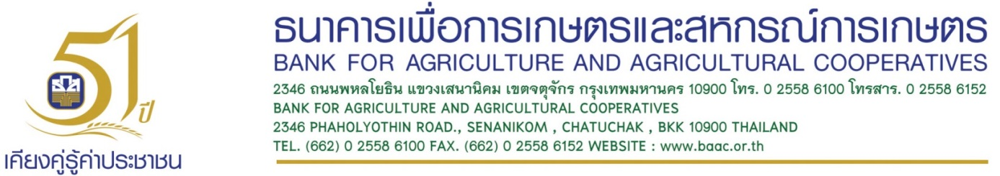 51
ปี
เคียงคู่รู้ค่าประชาชน
ธนาคารเพื่อการเกษตรและสหกรณ์การเกษตร
BANK FOR AGRICULTURE AND AGRICULTURAL COOPERATIVES
2346 ถนนพหลโยธิน แขวงเสนานิคม เขตจตุจักร กรุงเทพมหานคร 10900 โทร. 0 2558 6100 โทรสาร. 0 2558 6152
BANK FOR AGRICULTURE AND AGRICULTURAL COOPERATIVES
2346 PHAHOLYOTHIN ROAD., SENANIKOM , CHATUCHAK , BKK 10900 THAILAND
TEL. (662) 0 2558 6100 FAX. (662) 0 2558 6152 WEBSITE : www.baac.or.th